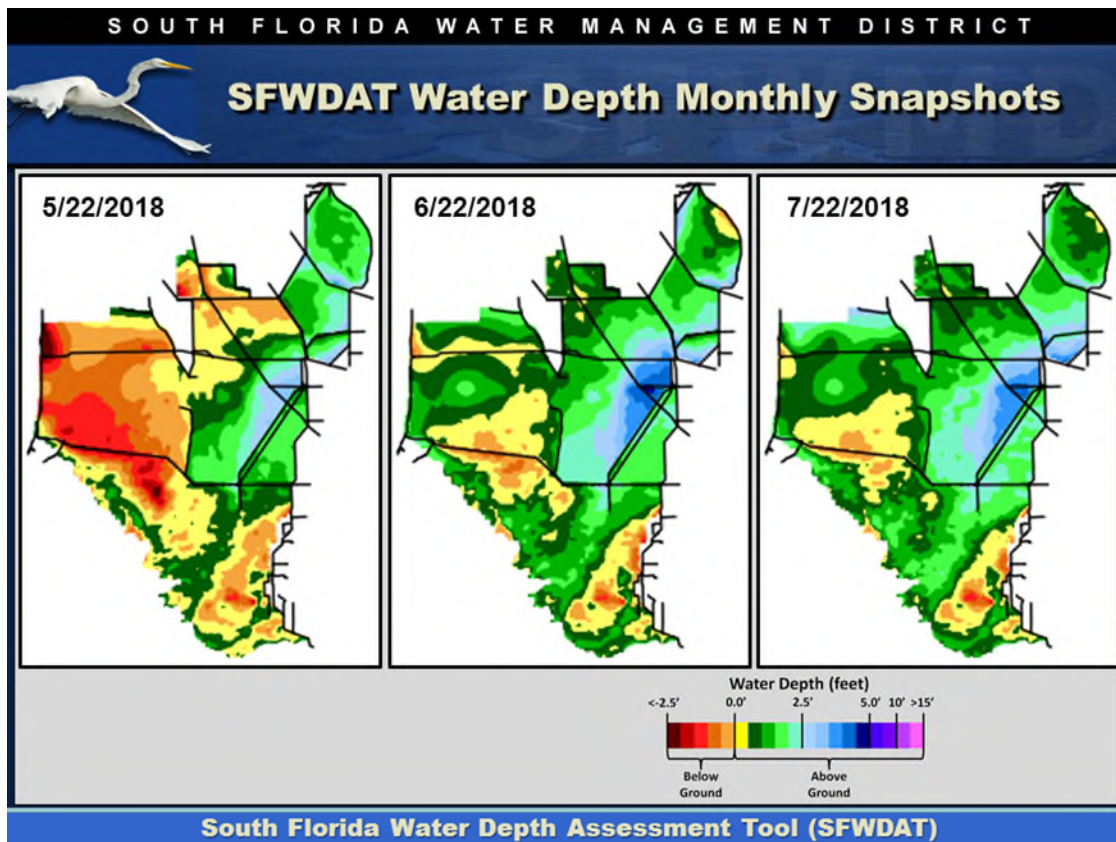 SOUTH FLORIDA WATER MANAGEMENT DISTRICT
SFWDAT Water Depth Monthly Snapshots
5/22/2018
6/22/2018
7/22/2018
Water Depth (feet)
<-2.5' 0.0' 2.5' 5.0' 10' >15'
Below Ground
Above Ground
South Florida Water Depth Assessment Tool (SFWDAT)